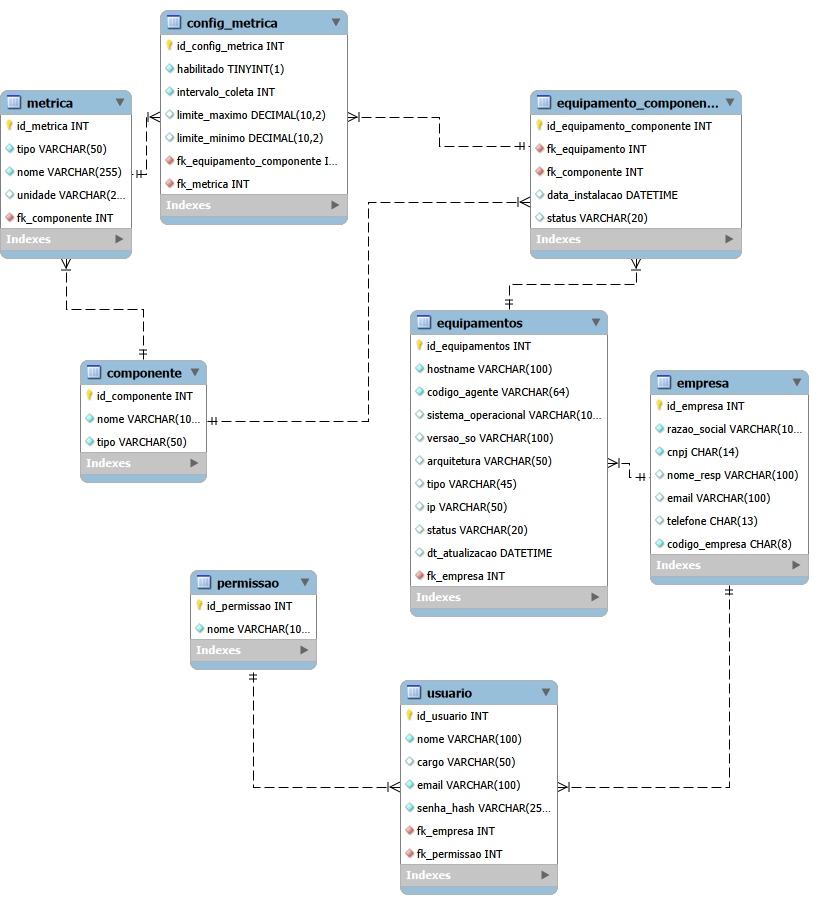 config_metrica
id_config_metrica INT
habilitado TINYINT(1)
intervalo_coleta INT
limite_maximo DECIMAL(10,2)
limite_minimo DECIMAL(10,2)
fk_equipamento_componente I...
fk_metrica INT
Indexes
metrica
id_metrica INT
tipo VARCHAR(50)
nome VARCHAR(255)
unidade VARCHAR(2...
fk_componente INT
Indexes
equipamento_componen...
id_equipamento_componente INT
fk_equipamento INT
fk_componente INT
data_instalacao DATETIME
status VARCHAR(20)
Indexes
equipamentos
id_equipamentos INT
hostname VARCHAR(100)
codigo_agente VARCHAR(64)
sistema_operacional VARCHAR(10...
versao_so VARCHAR(100)
arquitetura VARCHAR(50)
tipo VARCHAR(45)
ip VARCHAR(50)
status VARCHAR(20)
dt_atualizacao DATETIME
fk_empresa INT
Indexes
componente
id_componente INT
nome VARCHAR(10...
tipo VARCHAR(50)
Indexes
empresa
id_empresa INT
razao_social VARCHAR(10...
cnpj CHAR(14)
nome_resp VARCHAR(100)
email VARCHAR(100)
telefone CHAR(13)
codigo_empresa CHAR(8)
Indexes
permissao
id_permissao INT
nome VARCHAR(10...
Indexes
usuario
id_usuario INT
nome VARCHAR(100)
cargo VARCHAR(50)
email VARCHAR(100)
senha_hash VARCHAR(25...
fk_empresa INT
fk_permissao INT
Indexes